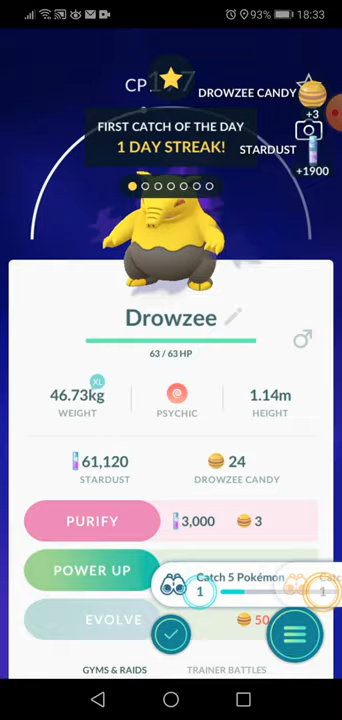 93% 18:33
CP
DROWZEE CANDY
+3
FIRST CATCH OF THE DAY
1 DAY STREAK!
STARDUST
+1900
Drowzee
63 / 63 HP
XL
46.73kg
WEIGHT
PSYCHIC
1.14m
HEIGHT
61,120
STARDUST
24
DROWZEE CANDY
PURIFY
3,000
3
POWER UP
Catch 5 Pokémon
1
1
EVOLVE
50
GYMS & RAIDS
TRAINER BATTLES